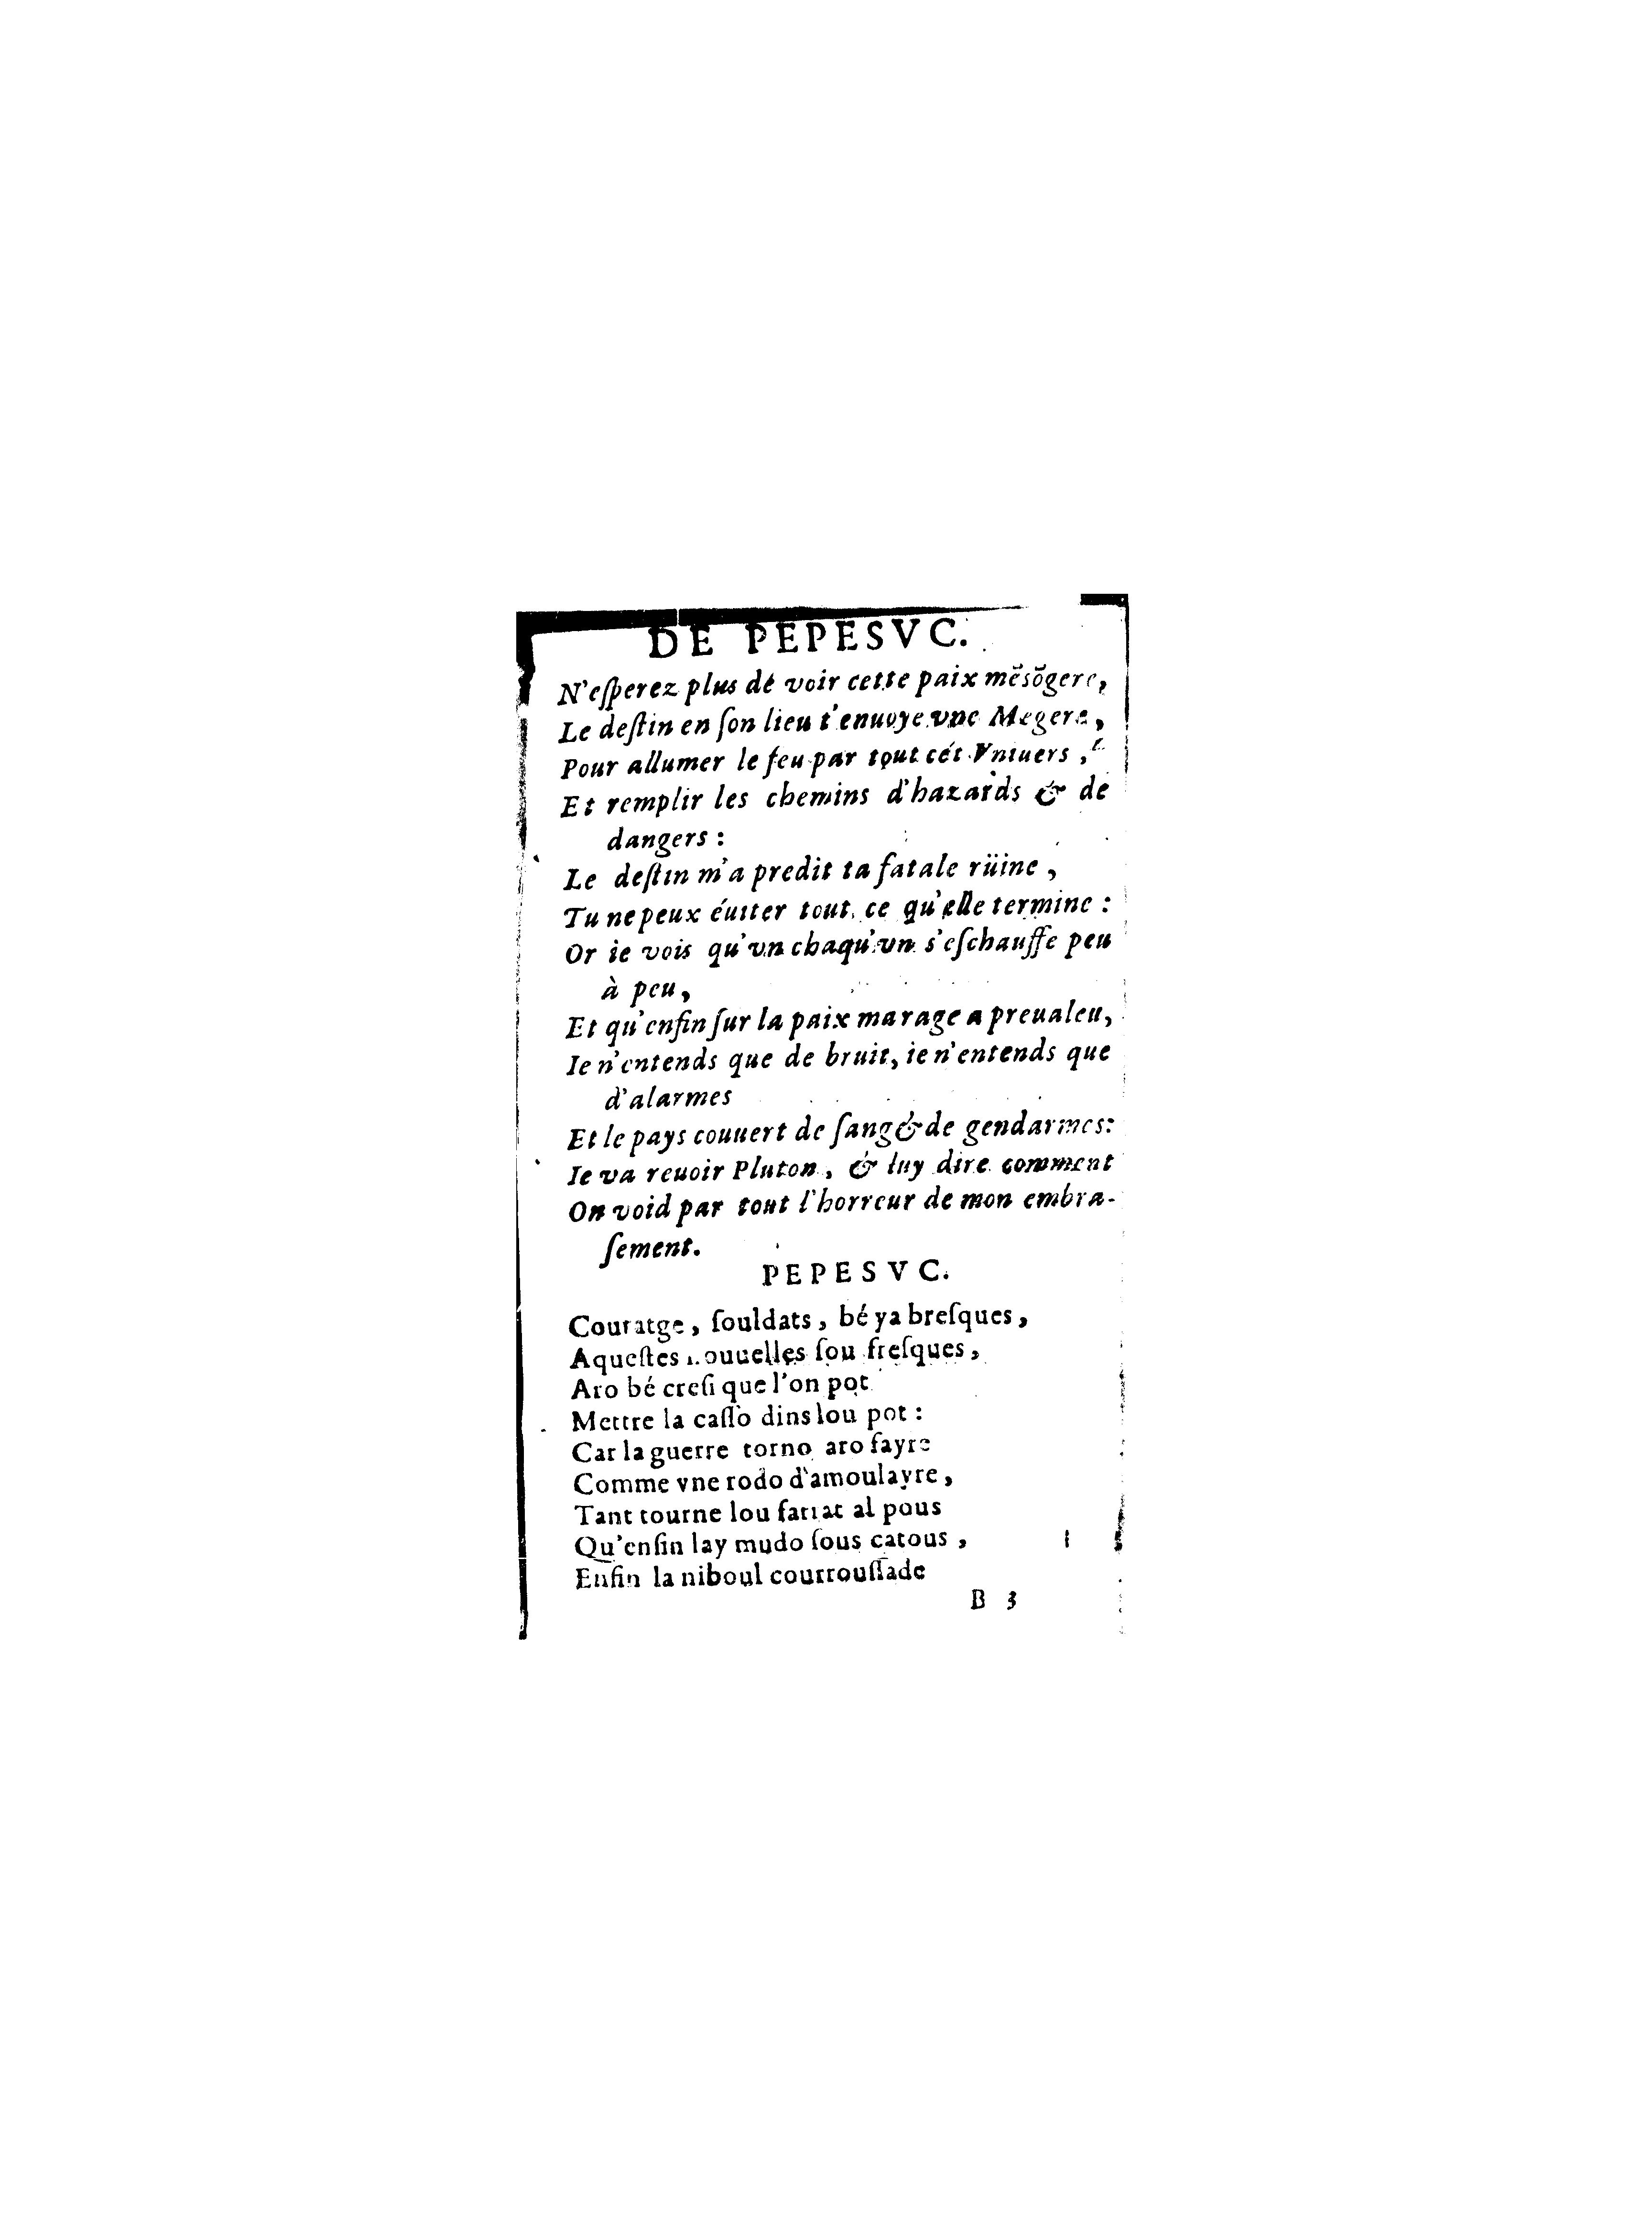 DE PEPESVC.
N'eſperez plus de voir cette paix mẽsõgere,
Le deſtin en ſon lieu t'enuoye vne Megere,
Pour allumer le feu par tout cét Vniuers,
Et remplir les chemins d'hazards & de
dangers :
Le deſtin m'a predit ta fatale rüine,
Tu ne peux éuiter tout ce qu'elle termine :
Or ie vois qu'vn chaqu'vn s'eſchauffe peu
à peu,
Et qu'enfin ſur la paix ma rage a preualeu,
Ie n'entends que de bruit, ie n'entends que
d'alarmes
Et le pays couuert de ſang & de gendarmes:
Ie va reuoir Pluton, & luy dire comment
On void par tout l'horreur de mon embra-
ſement.
PEPESVC.
Couratge, ſouldats, bé ya breſques,
Aqueſtes nouuelles ſou freſques,
Aro bé creſi que l'on pot
Mettre la caſſo dins lou pot :
Car la guerre torno aro fayre
Comme vne rodo d'amoulayre,
Tant tourne lou farrat al pous
Qu'enfin lay mudo ſous catous,
Enfin la niboul courrouſſade
B 3